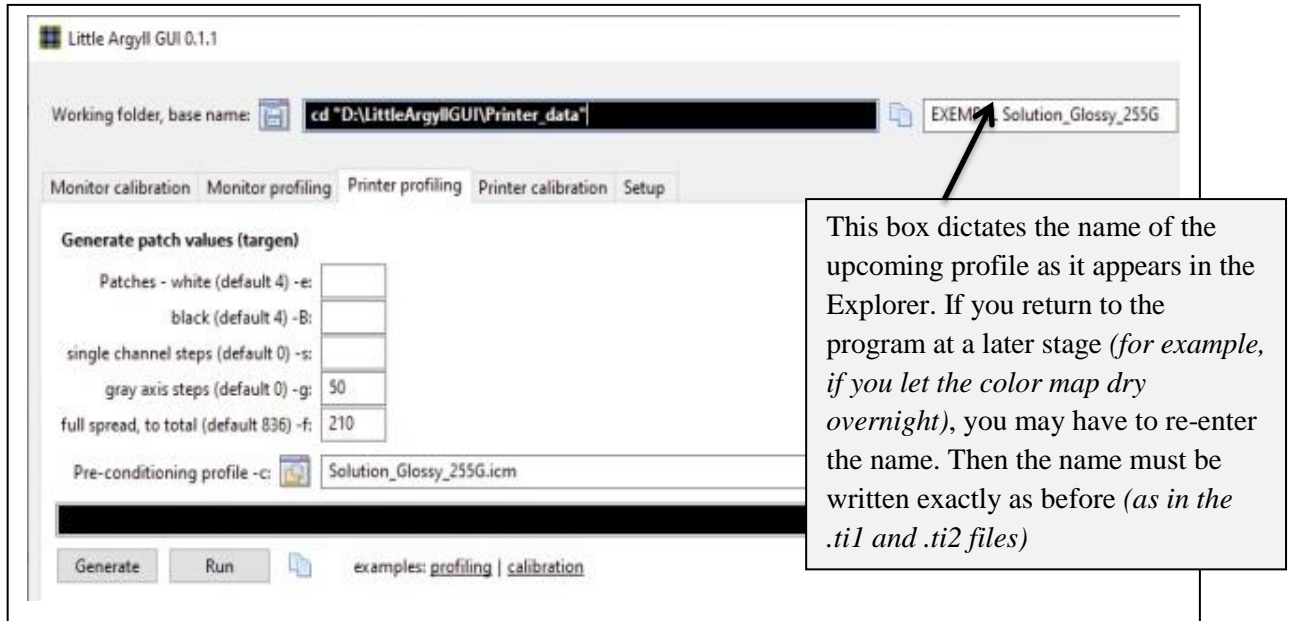 Little Argyll GUI 0.1.1
Working folder, base name:
cd "D:\LittleArgyllGUI\Printer_data"
Solution_Glossy_255G
Monitor calibration
Monitor profiling
Printer profiling
Printer calibration
Setup
Generate patch values (targen)
Patches - white (default 4) -e:
black (default 4) -B:
single channel steps (default 0) -s:
gray axis steps (default 0) -g: 50
full spread, to total (default 836) -f: 210
Pre-conditioning profile -c: Solution_Glossy_255G.icm
Generate
Run
examples: profiling | calibration
This box dictates the name of the
upcoming profile as it appears in the
Explorer. If you return to the
program at a later stage (for example,
if you let the color map dry
overnight), you may have to re-enter
the name. Then the name must be
written exactly as before (as in the
.ti1 and .ti2 files)